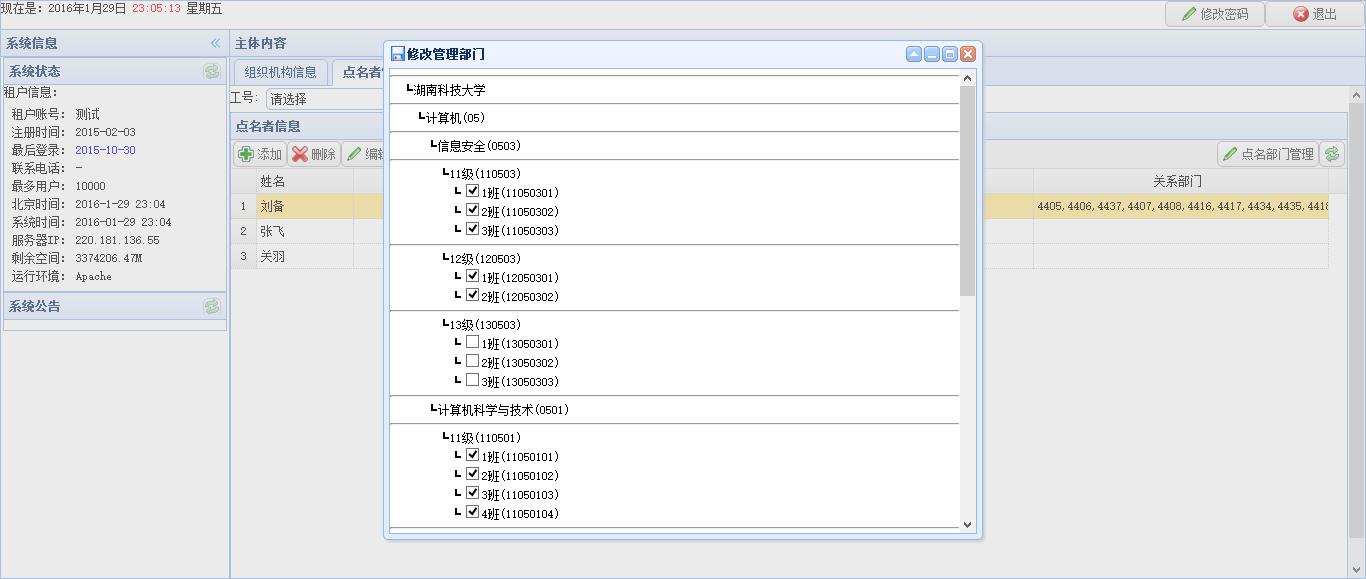 现在是: 2016年1月29日 23:05:13 星期五
修改密码
退出
系统信息
系统状态
租户信息:
租户账号: 测试
注册时间: 2015-02-03
最后登录: 2015-10-30
联系电话: -
最多用户: 10000
北京时间: 2016-1-29 23:04
系统时间: 2016-01-29 23:04
服务器IP: 220.181.136.55
剩余空间: 3374206.47M
运行环境: Apache
系统公告
主体内容
组织机构信息
点名者
工号:
请选择
点名者信息
添加
删除
编辑
点名部门管理
姓名
关系部门
1 刘备 4405,4406,4437,4407,4408,4416,4417,4434,4435,4418
2 张飞
3 关羽
修改管理部门
┗湖南科技大学
┗计算机(05)
┗信息安全(0503)
┗11级(110503)
┗ 1班(11050301)
┗ 2班(11050302)
┗ 3班(11050303)
┗12级(120503)
┗ 1班(12050301)
┗ 2班(12050302)
┗13级(130503)
┗ 1班(13050301)
┗ 2班(13050302)
┗ 3班(13050303)
┗计算机科学与技术(0501)
┗11级(110501)
┗ 1班(11050101)
┗ 2班(11050102)
┗ 3班(11050103)
┗ 4班(11050104)